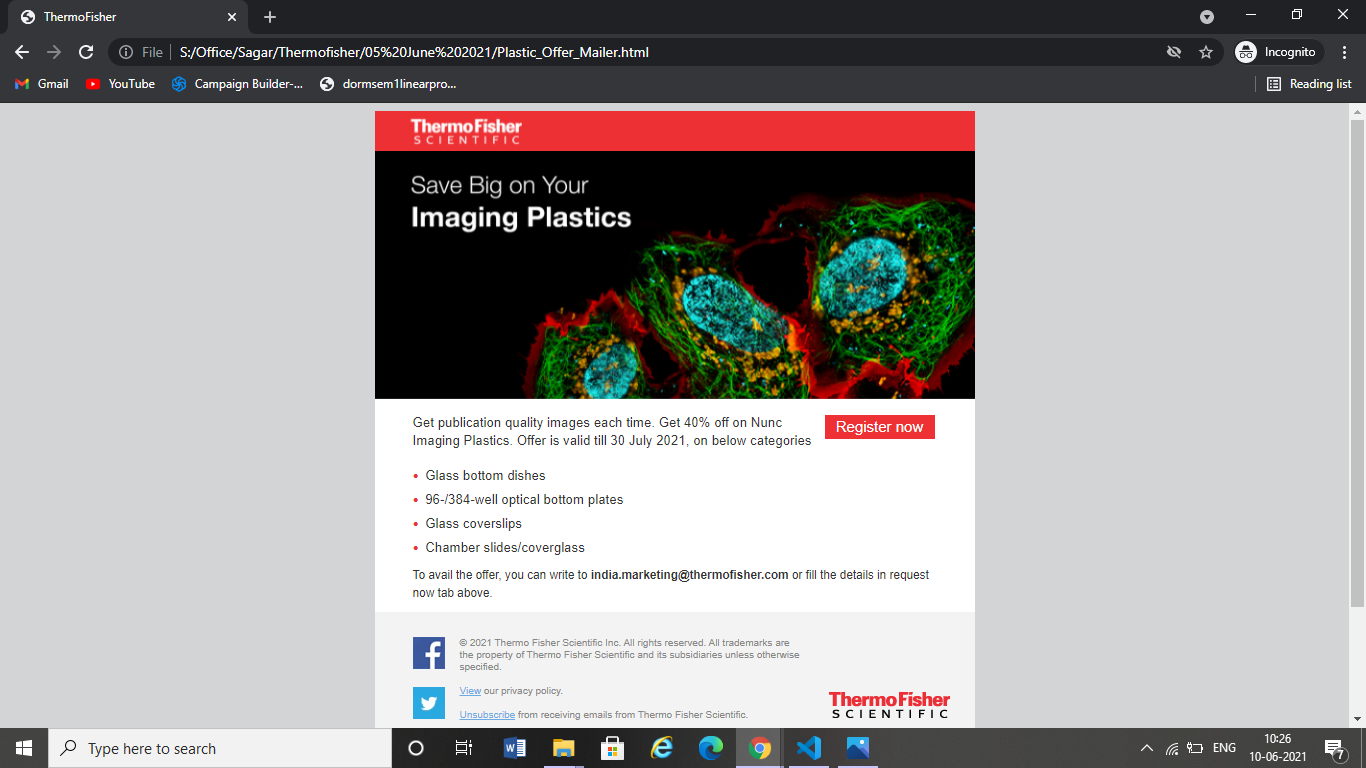 ThermoFisher
File
S:/Office/Sagar/Thermofisher/05%20June%202021/Plastic_Offer_Mailer.html
Incognito
Gmail
YouTube
Campaign Builder-...
dormsem1linearpro...
Reading list
ThermoFisher
SCIENTIFIC
Save Big on Your
Imaging Plastics
Get publication quality images each time. Get 40% off on Nunc
Imaging Plastics. Offer is valid till 30 July 2021, on below categories
Register now
• Glass bottom dishes
• 96-/384-well optical bottom plates
• Glass coverslips
• Chamber slides/coverglass
To avail the offer, you can write to india.marketing@thermofisher.com or fill the details in request
now tab above.
© 2021 Thermo Fisher Scientific Inc. All rights reserved. All trademarks are
the property of Thermo Fisher Scientific and its subsidiaries unless otherwise
specified.
View our privacy policy.
Unsubscribe from receiving emails from Thermo Fisher Scientific.
ThermoFisher
SCIENTIFIC
Type here to search
ENG
10:26
10-06-2021
7